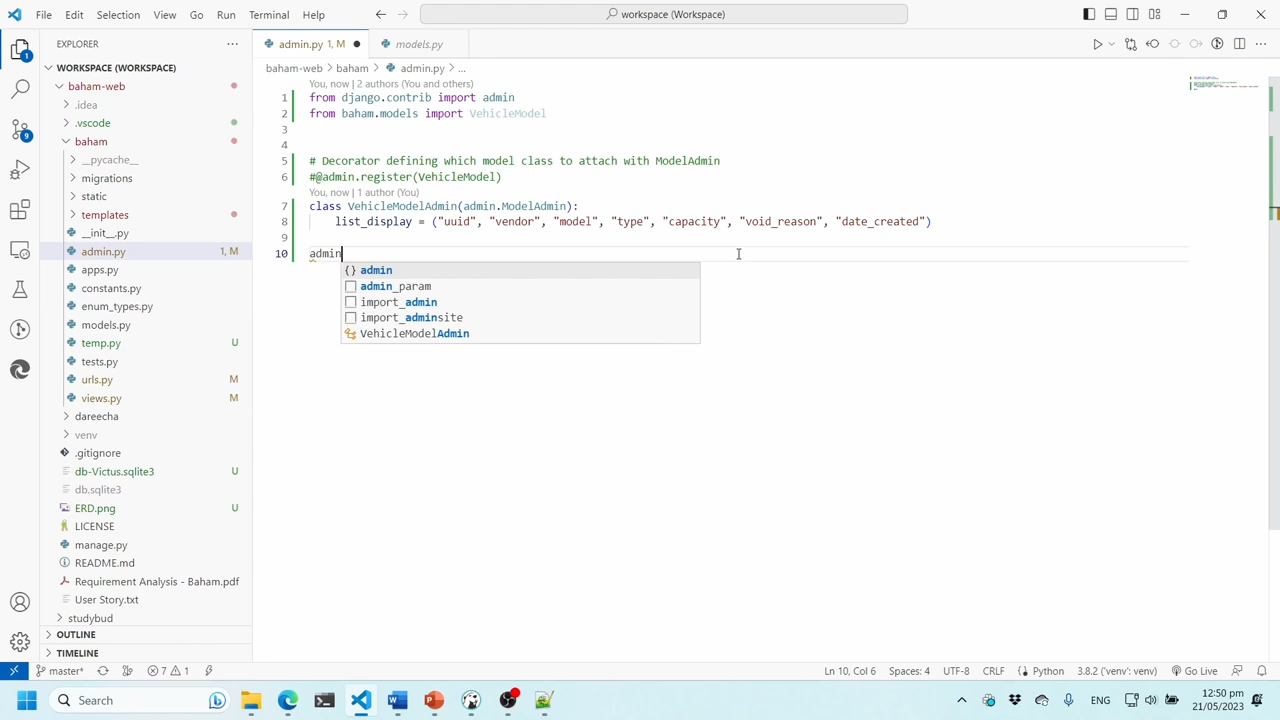 File Edit Selection View Go Run Terminal Help
workspace (Workspace)
EXPLORER
admin.py 1, M
models.py
WORKSPACE (WORKSPACE)
baham-web
.idea
.vscode
baham
__pycache__
migrations
static
templates
__init__.py
admin.py 1, M
apps.py
constants.py
enum_types.py
models.py
temp.py U
tests.py
urls.py M
views.py M
dareecha
venv
.gitignore
db-Victus.sqlite3 U
db.sqlite3
ERD.png U
LICENSE
manage.py
README.md
Requirement Analysis - Baham.pdf
User Story.txt
studybud
OUTLINE
TIMELINE
baham-web > baham > admin.py > ...
You, now | 2 authors (You and others)
1 from django.contrib import admin
2 from baham.models import VehicleModel
3
4
5 # Decorator defining which model class to attach with ModelAdmin
6 #@admin.register(VehicleModel)
You, now | 1 author (You)
7 class VehicleModelAdmin(admin.ModelAdmin):
8 list_display = ("uuid", "vendor", "model", "type", "capacity", "void_reason", "date_created")
9
10 admin
admin
admin_param
import_admin
import_adminsite
VehicleModelAdmin
1
9
master* 7 1
Ln 10, Col 6 Spaces: 4 UTF-8 CRLF Python 3.8.2 ('venv': venv) Go Live
Search
ENG
12:50 pm
21/05/2023